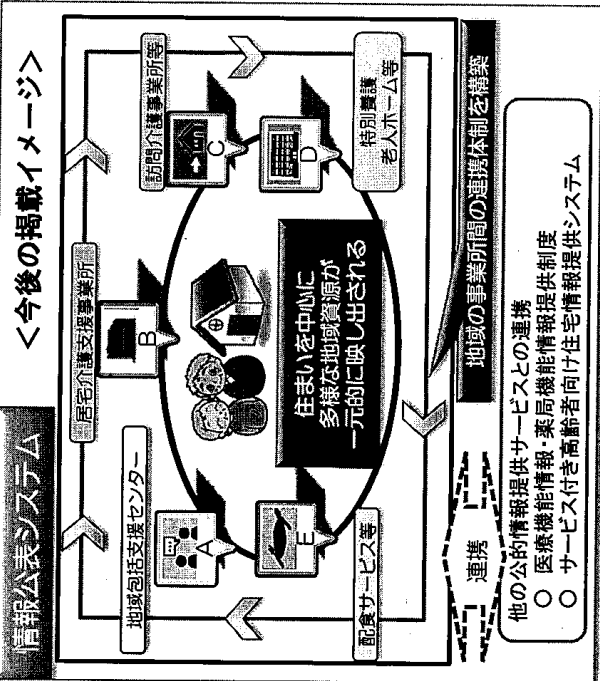 情報公表システム
<今後の掲載イメージ>
居宅介護支援事業所
地域包括支援センター
訪問介護事業所等
A
B
C
D
E
住まいを中心に
多様な地域資源が
一元的に映し出される
配食サービス等
特別養護
老人ホーム等
地域の事業所間の連携体制を構築
連携
他の公的情報提供サービスとの連携
○ 医療機能情報・薬局機能情報提供制度
○ サービス付き高齢者向け住宅情報提供システム